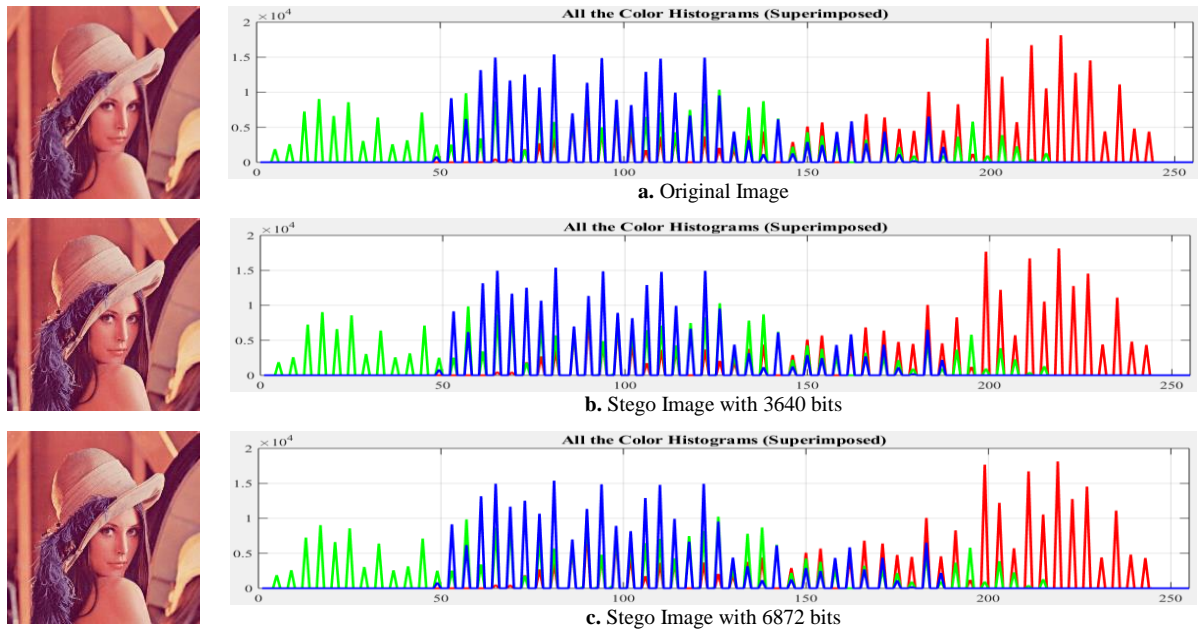 All the Color Histograms (Superimposed)
× 10⁴
2
1.5
1
0.5
0
0 50 100 150 200 250
a. Original Image
All the Color Histograms (Superimposed)
× 10⁴
2
1.5
1
0.5
0
0 50 100 150 200 250
b. Stego Image with 3640 bits
All the Color Histograms (Superimposed)
× 10⁴
2
1.5
1
0.5
0
0 50 100 150 200 250
c. Stego Image with 6872 bits